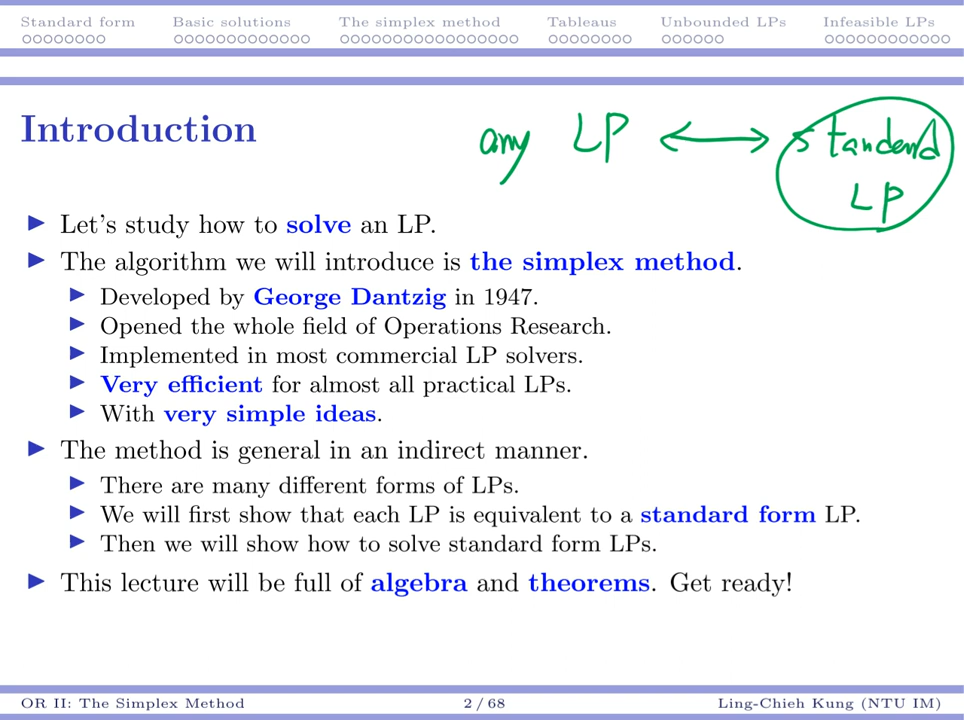 Standard form Basic solutions The simplex method Tableaus Unbounded LPs Infeasible LPs
Introduction
any LP ⟷ standard
LP
▶ Let's study how to solve an LP.
▶ The algorithm we will introduce is the simplex method.
▶ Developed by George Dantzig in 1947.
▶ Opened the whole field of Operations Research.
▶ Implemented in most commercial LP solvers.
▶ Very efficient for almost all practical LPs.
▶ With very simple ideas.
▶ The method is general in an indirect manner.
▶ There are many different forms of LPs.
▶ We will first show that each LP is equivalent to a standard form LP.
▶ Then we will show how to solve standard form LPs.
▶ This lecture will be full of algebra and theorems. Get ready!
OR II: The Simplex Method 2 / 68 Ling-Chieh Kung (NTU IM)